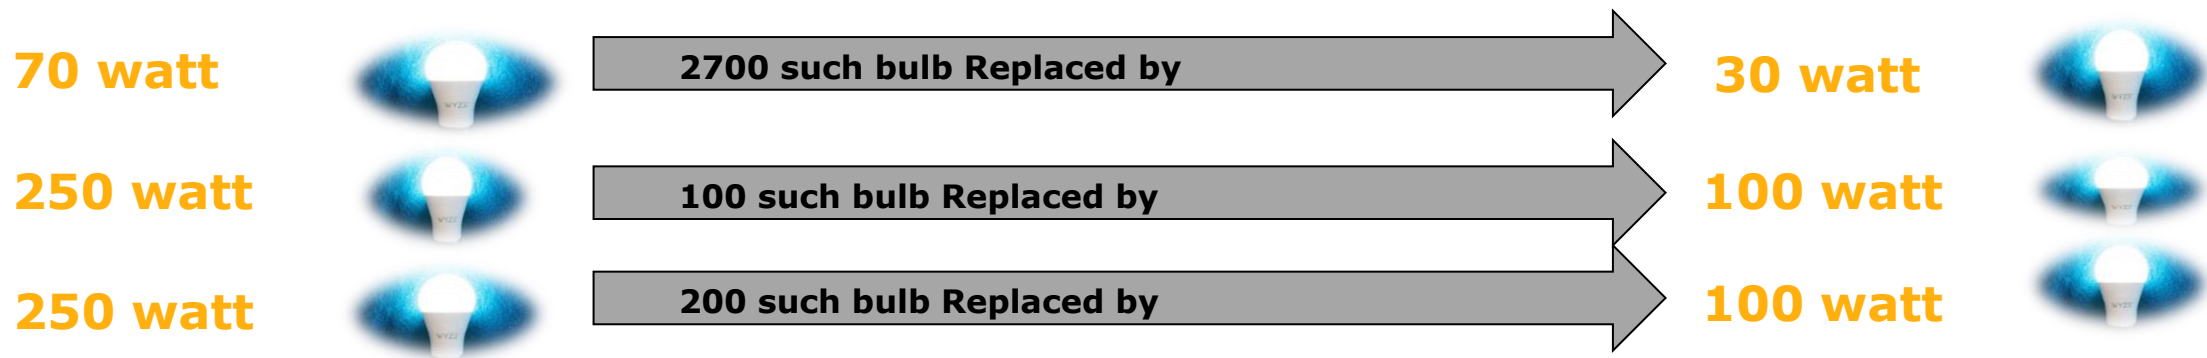 70 watt
2700 such bulb Replaced by
30 watt
250 watt
100 such bulb Replaced by
100 watt
250 watt
200 such bulb Replaced by
100 watt